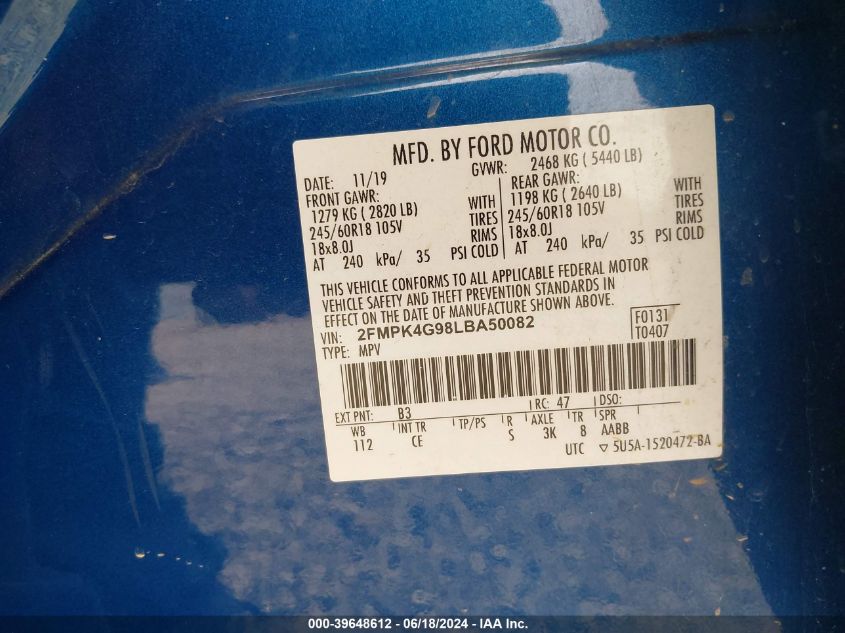 MFD. BY FORD MOTOR CO.
DATE: 11/19 GVWR: 2468 KG ( 5440 LB)
FRONT GAWR: REAR GAWR:
1279 KG ( 2820 LB) WITH 1198 KG ( 2640 LB) WITH
245/60R18 105V TIRES 245/60R18 105V TIRES
18x8.0J RIMS 18x8.0J RIMS
AT 240 kPa/ 35 PSI COLD AT 240 kPa/ 35 PSI COLD
THIS VEHICLE CONFORMS TO ALL APPLICABLE FEDERAL MOTOR
VEHICLE SAFETY AND THEFT PREVENTION STANDARDS IN
EFFECT ON THE DATE OF MANUFACTURE SHOWN ABOVE.
VIN: 2FMPK4G98LBA50082 F0131
TYPE: MPV T0407
EXT PNT: B3 RC: 47 DSO:
WB INT TR TP/PS R AXLE TR SPR
112 CE S 3K 8 AABB
UTC ▽ 5U5A-1520472-BA
000-39648612 / 06/18/2024 / IAA Inc.